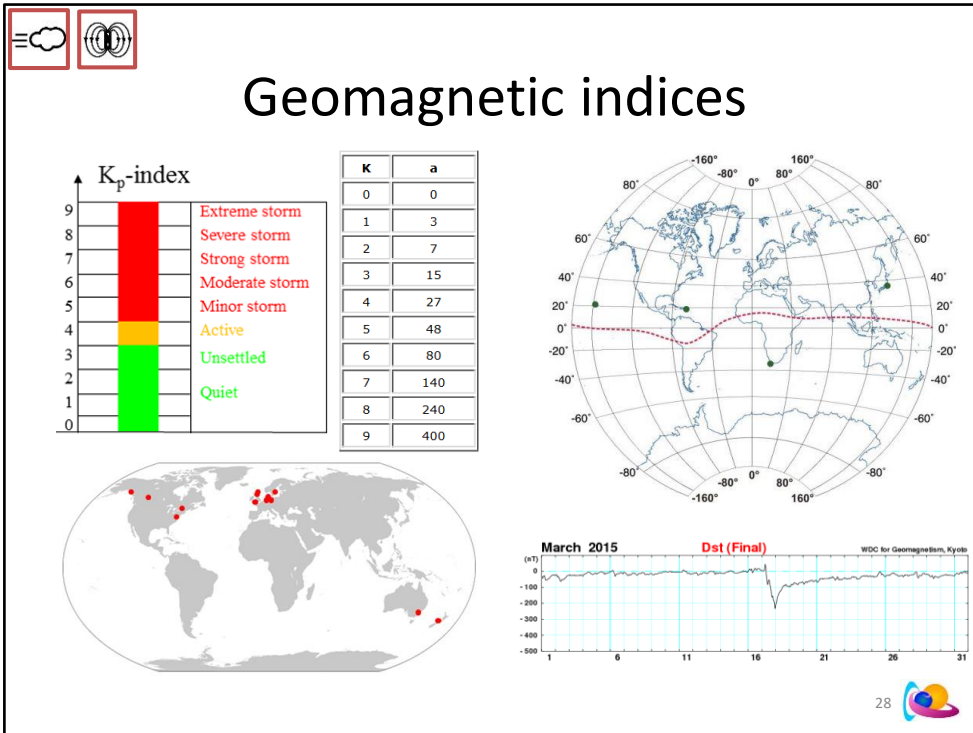 Geomagnetic indices
Kp-index
9 Extreme storm
8 Severe storm
7 Strong storm
6 Moderate storm
5 Minor storm
4 Active
3 Unsettled
2
Quiet
1
0
K a
0 0
1 3
2 7
3 15
4 27
5 48
6 80
7 140
8 240
9 400
-160° 160°
-80° 0° 80°
80° 80°
60° 60°
40° 40°
20° 20°
0° 0°
-20° -20°
-40° -40°
-60° -60°
-80° -80°
-80° 0° 80°
-160° 160°
March 2015 Dst (Final) WDC for Geomagnetism, Kyoto
(nT)
0
-100
-200
-300
-400
-500
1 6 11 16 21 26 31
28